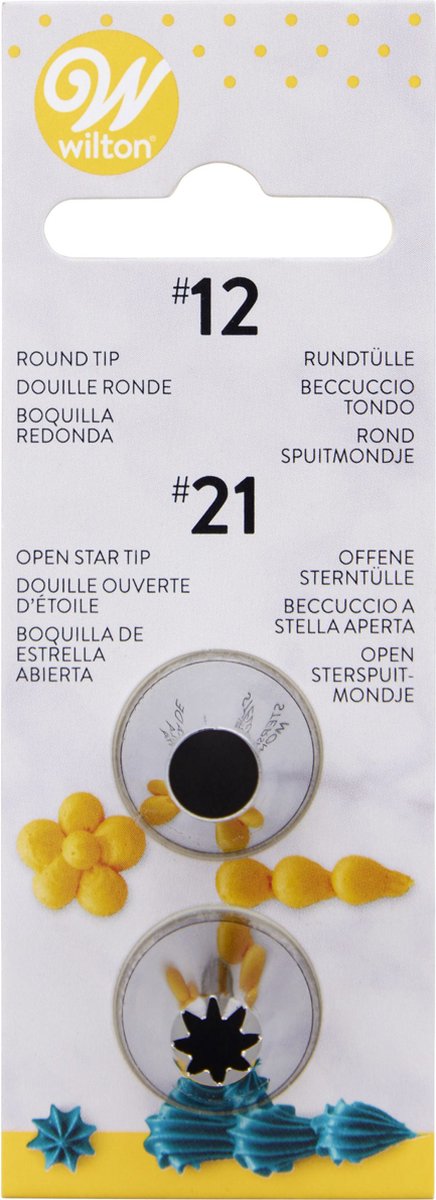 wilton
#12
ROUND TIP
DOUILLE RONDE
BOQUILLA
REDONDA
RUNDTÜLLE
BECCUCCIO
TONDO
ROND
SPUITMONDJE
#21
OPEN STAR TIP
DOUILLE OUVERTE
D'ÉTOILE
BOQUILLA DE
ESTRELLA
ABIERTA
OFFENE
STERNTÜLLE
BECCUCCIO A
STELLA APERTA
OPEN
STERSPUIT-
MONDJE